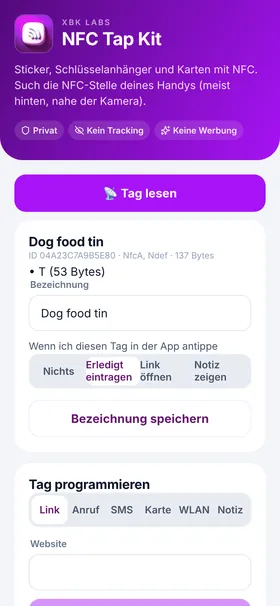 XBK LABS
NFC Tap Kit
Sticker, Schlüsselanhänger und Karten mit NFC.
Such die NFC-Stelle deines Handys (meist
hinten, nahe der Kamera).
Privat
Kein Tracking
Keine Werbung
📡 Tag lesen
Dog food tin
ID 04A23C7A9B5E80 · NfcA, Ndef · 137 Bytes
• T (53 Bytes)
Bezeichnung
Dog food tin
Wenn ich diesen Tag in der App antippe
Nichts
Erledigt
eintragen
Link
öffnen
Notiz
zeigen
Bezeichnung speichern
Tag programmieren
Link Anruf SMS Karte WLAN Notiz
Website